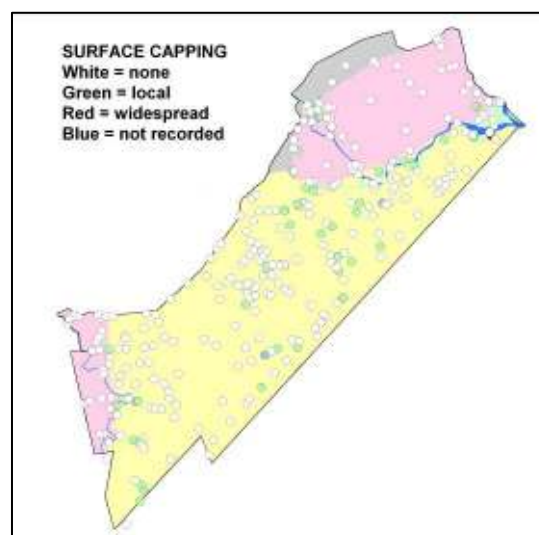 SURFACE CAPPING
White = none
Green = local
Red = widespread
Blue = not recorded